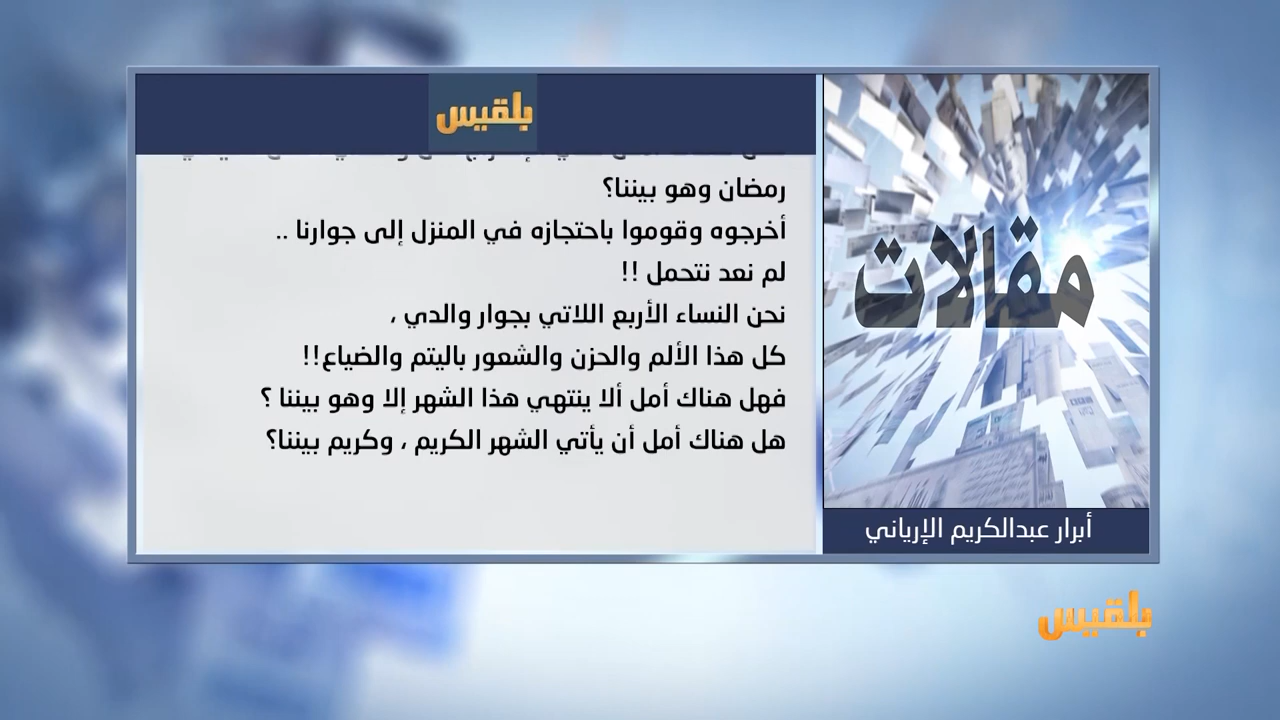 بلقيس
رمضان وهو بيننا؟
أخرجوه وقوموا باحتجازه في المنزل إلى جوارنا ..
لم نعد نتحمل !!
نحن النساء الأربع اللاتي بجوار والدي ،
كل هذا الألم والحزن والشعور باليتم والضياع!!
فهل هناك أمل ألا ينتهي هذا الشهر إلا وهو بيننا ؟
هل هناك أمل أن يأتي الشهر الكريم ، وكريم بيننا؟
مقالات
أبرار عبدالكريم الإرياني
بلقيس